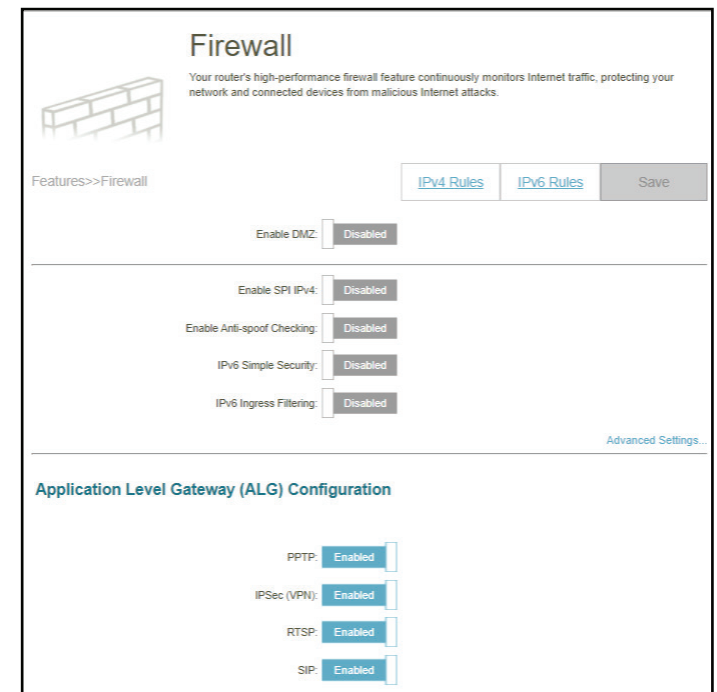 Firewall
Your router's high-performance firewall feature continuously monitors Internet traffic, protecting your
network and connected devices from malicious Internet attacks.
Features>>Firewall
IPv4 Rules
IPv6 Rules
Save
Enable DMZ: Disabled
Enable SPI IPv4: Disabled
Enable Anti-spoof Checking: Disabled
IPv6 Simple Security: Disabled
IPv6 Ingress Filtering: Disabled
Advanced Settings...
Application Level Gateway (ALG) Configuration
PPTP: Enabled
IPSec (VPN): Enabled
RTSP: Enabled
SIP: Enabled